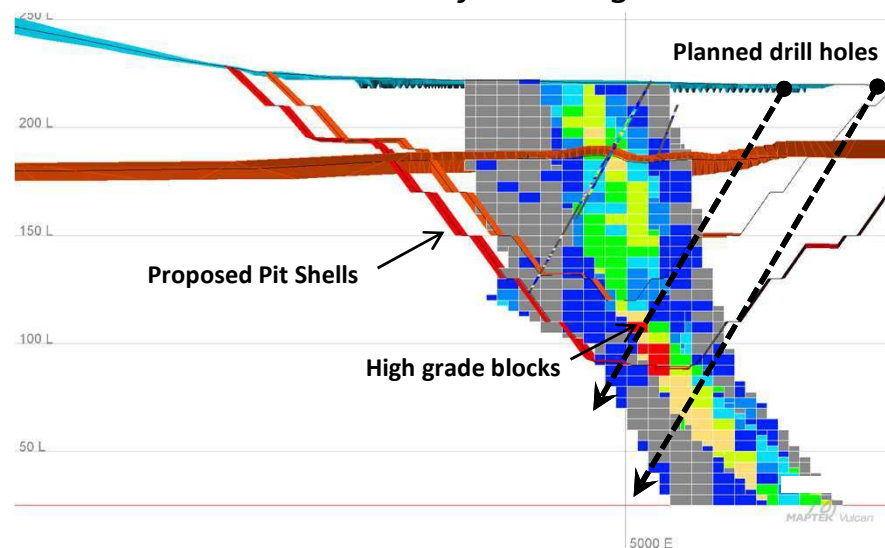 250 L
Planned drill holes
200 L
150 L
Proposed Pit Shells
100 L
High grade blocks
50 L
MAPTEK Vulcan
5000 E